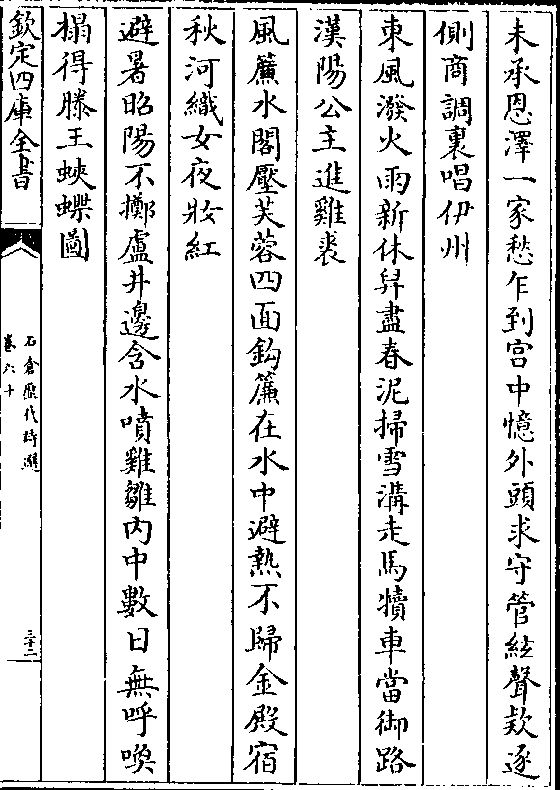 未承恩澤一家愁乍到宫中憶外頭求守管絃聲欵逐
側商調裏唱伊州
東風潑火雨新休舁盡春泥掃雪溝走馬犢車當御路
漢陽公主進雞裘
風簾水閣壓芙蓉四面鈎簾在水中避熱不歸金殿宿
秋河織女夜妝紅
避暑昭陽不擲盧井邊含水噴雞雛内中數日無呼喚
搨得滕王蛺蝶圖
欽定四庫全書
石倉歷代詩選
卷六十
三十二